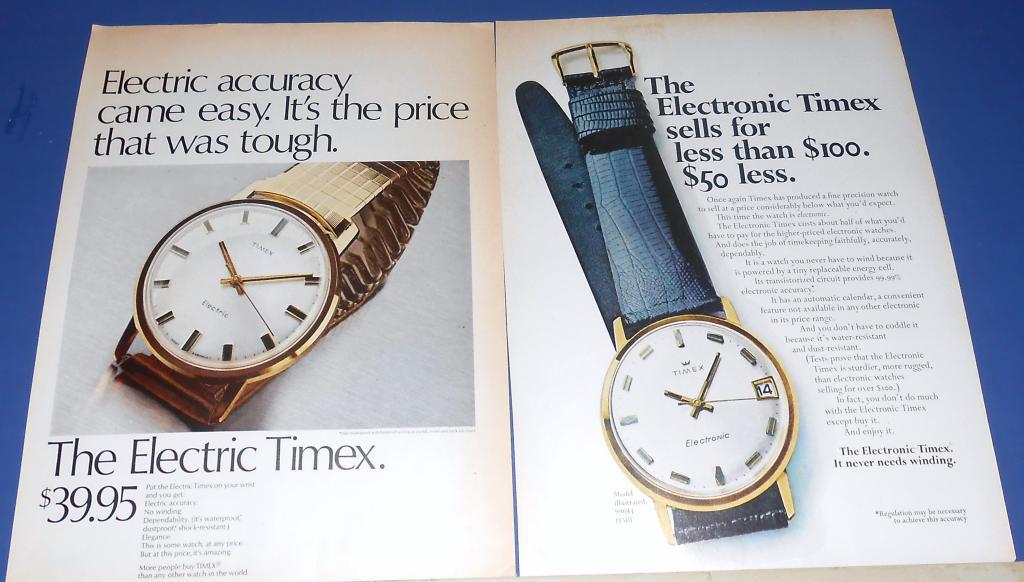 Electric accuracy
came easy. It's the price
that was tough.
TIMEX
Electric
The Electric Timex.
$39.95
Put the Electric Timex on your wrist
and you get:
Electric accuracy.
No winding.
Dependability. (It's waterproof,*
dustproof,* shock-resistant.)
Elegance.
This is some watch, at any price.
But at this price, it's amazing.
More people buy TIMEX®
than any other watch in the world.
The
Electronic Timex
sells for
less than $100.
$50 less.
Once again Timex has produced a fine precision watch
to sell at a price considerably below what you'd expect.
This time the watch is electronic.
The Electronic Timex costs about half of what you'd
have to pay for the higher-priced electronic watches.
And does the job of timekeeping faithfully, accurately,
dependably.
It is a watch you never have to wind because it
is powered by a tiny replaceable energy cell.
Its transistorized circuit provides 99.99%
electronic accuracy.*
It has an automatic calendar, a convenient
feature not available in any other electronic
in its price range.
And you don't have to coddle it
because it's water-resistant
and dust-resistant.
(Tests prove that the Electronic
Timex is sturdier, more rugged,
than electronic watches
selling for over $100.)
In fact, you don't do much
with the Electronic Timex
except buy it.
And enjoy it.
The Electronic Timex.
It never needs winding.
TIMEX
14
Electronic
Model
illustrated:
*Regulation may be necessary
to achieve this accuracy